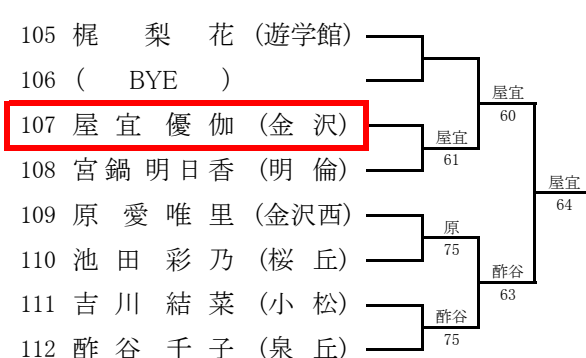 105 梶 梨 花 (遊学館)
106 ( BYE )
屋宜
60
107 屋 宜 優 伽 (金 沢)
屋宜
61
108 宮鍋 明日香 (明 倫)
屋宜
64
109 原 愛 唯 里 (金沢西)
原
75
110 池 田 彩 乃 (桜 丘)
酢谷
63
111 吉 川 結 菜 (小 松)
酢谷
75
112 酢 谷 千 子 (泉 丘)